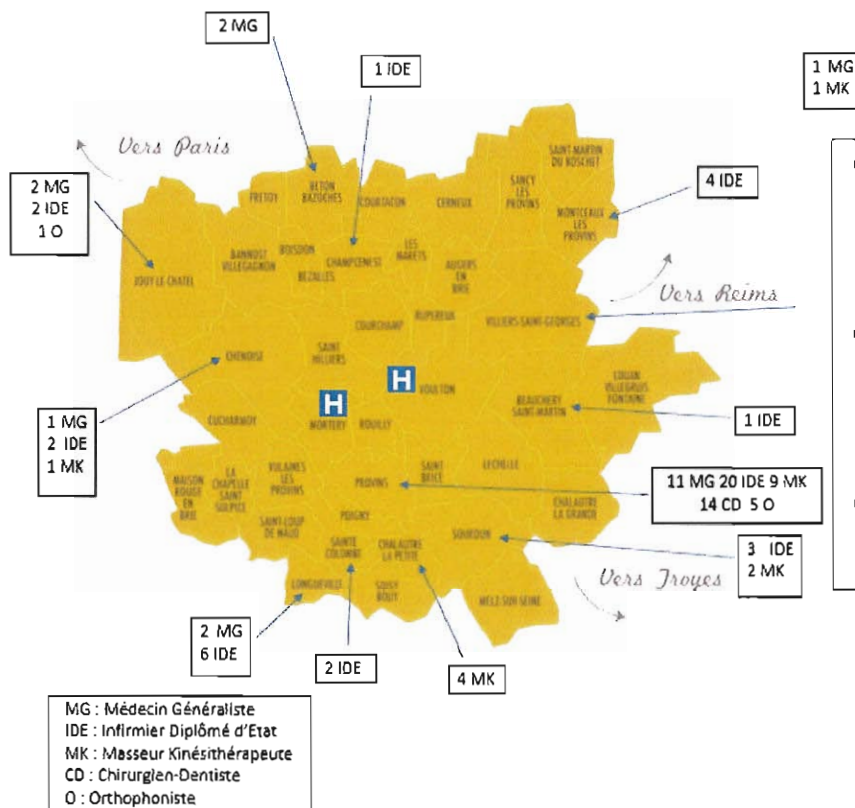 2 MG
1 IDE
1 MG
1 MK
Vers Paris
SAINT-MARTIN
DU BOSCHET
2 MG
2 IDE
1 O
FRETOY
BETON
BAZOCHES
COURTACON
CERNEUX
SANCY
LES
PROVINS
4 IDE
MONTCEAUX
LES
PROVINS
JOUY-LE-CHATEL
BANNOST
VILLEGAGNON
BOISDON
BEZALLES
CHAMPCENEST
LES
MARETS
AUGERS
EN
BRIE
Vers Reims
COURCHAMP
RUPEREUX
VILLIERS-SAINT-GEORGES
CHENOISE
SAINT
HILLIERS
H
H
VOULTON
LOUAN
VILLEGRUIS
FONTAINE
BEAUCHERY
SAINT-MARTIN
1 MG
2 IDE
1 MK
CUCHARMOY
MORTERY
ROUILLY
1 IDE
MAISON
ROUGE
EN
BRIE
LA
CHAPELLE
SAINT
SULPICE
VULAINES
LES
PROVINS
PROVINS
SAINT
BRICE
LECHELLE
11 MG 20 IDE 9 MK
14 CD 5 O
CHALAUTRE
LA GRANDE
SAINT-LOUP
DE NAUD
POIGNY
SAINTE
COLOMBE
CHALAUTRE
LA PETITE
SOURDUN
3 IDE
2 MK
Vers Troyes
LONGUEVILLE
SOISY
BOUY
MELZ-SUR-SEINE
2 MG
6 IDE
2 IDE
4 MK
MG : Médecin Généraliste
IDE : Infirmier Diplômé d'Etat
MK : Masseur Kinésithérapeute
CD : Chirurgien-Dentiste
O : Orthophoniste